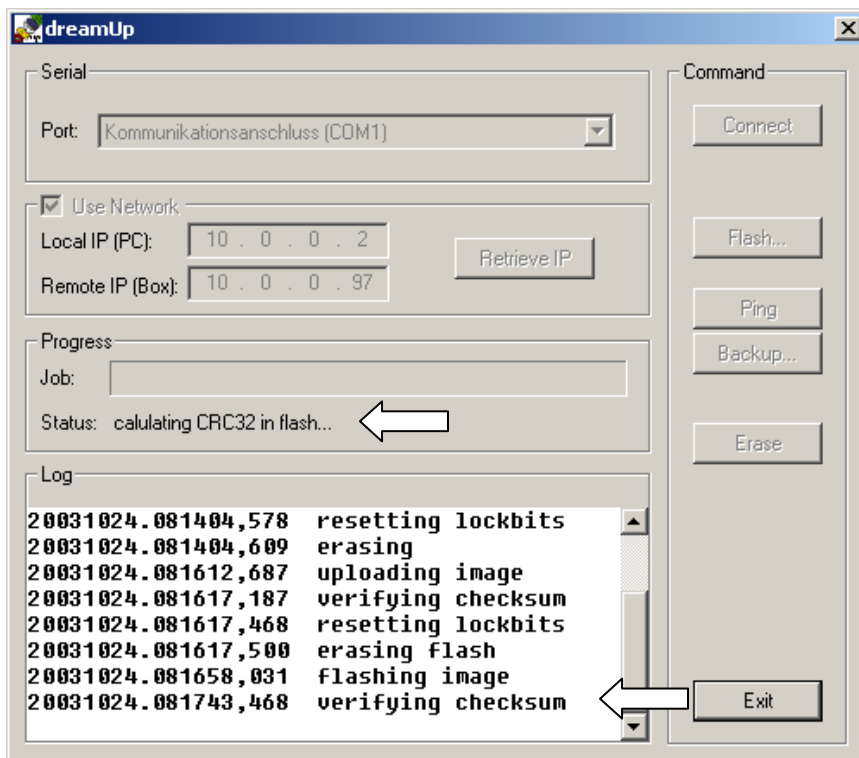 dreamUp
Serial
Port: Kommunikationsanschluss (COM1)
Use Network
Local IP (PC): 10 . 0 . 0 . 2
Remote IP (Box): 10 . 0 . 0 . 97
Retrieve IP
Progress
Job:
Status: calulating CRC32 in flash...
Log
20031024.081404,578 resetting lockbits
20031024.081404,609 erasing
20031024.081612,687 uploading image
20031024.081617,187 verifying checksum
20031024.081617,468 resetting lockbits
20031024.081617,500 erasing flash
20031024.081658,031 flashing image
20031024.081743,468 verifying checksum
Command
Connect
Flash...
Ping
Backup...
Erase
Exit